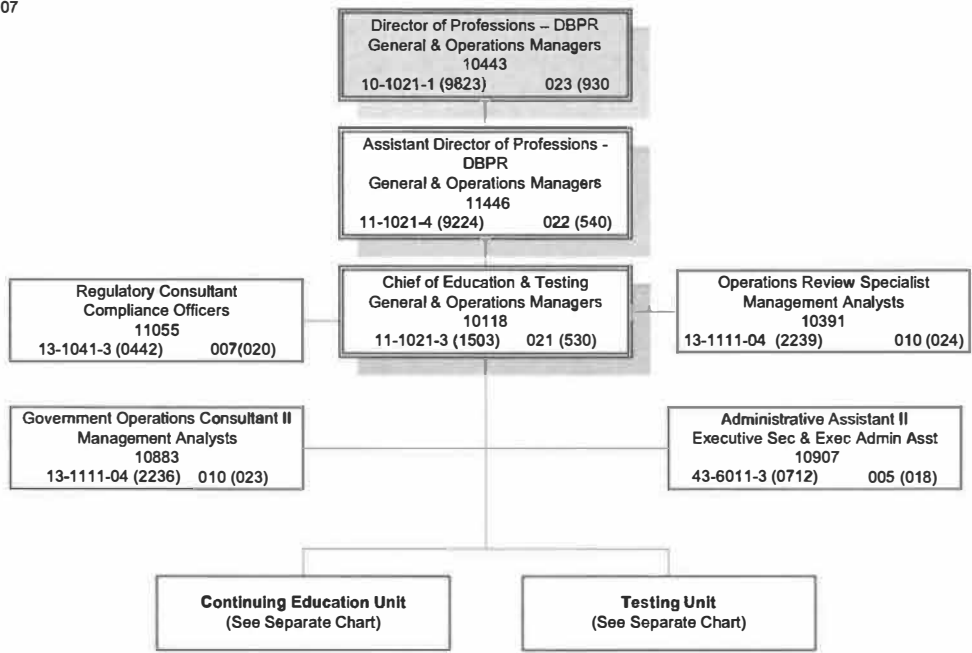 07
Director of Professions – DBPR
General & Operations Managers
10443
10-1021-1 (9823) 023 (930
Assistant Director of Professions -
DBPR
General & Operations Managers
11446
11-1021-4 (9224) 022 (540)
Chief of Education & Testing
General & Operations Managers
10118
11-1021-3 (1503) 021 (530)
Regulatory Consultant
Compliance Officers
11055
13-1041-3 (0442) 007(020)
Operations Review Specialist
Management Analysts
10391
13-1111-04 (2239) 010 (024)
Government Operations Consultant II
Management Analysts
10883
13-1111-04 (2236) 010 (023)
Administrative Assistant II
Executive Sec & Exec Admin Asst
10907
43-6011-3 (0712) 005 (018)
Continuing Education Unit
(See Separate Chart)
Testing Unit
(See Separate Chart)